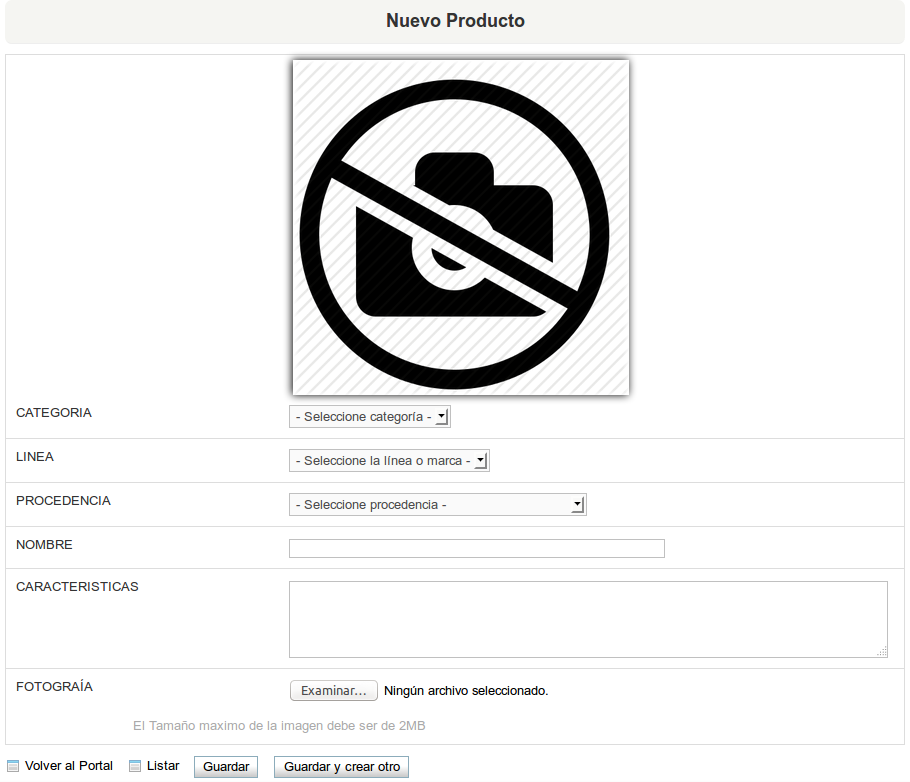 Nuevo Producto
CATEGORIA
- Seleccione categoría -
LINEA
- Seleccione la línea o marca -
PROCEDENCIA
- Seleccione procedencia -
NOMBRE
CARACTERISTICAS
FOTOGRAÍA
Examinar... Ningún archivo seleccionado.
El Tamaño maximo de la imagen debe ser de 2MB
Volver al Portal Listar Guardar Guardar y crear otro